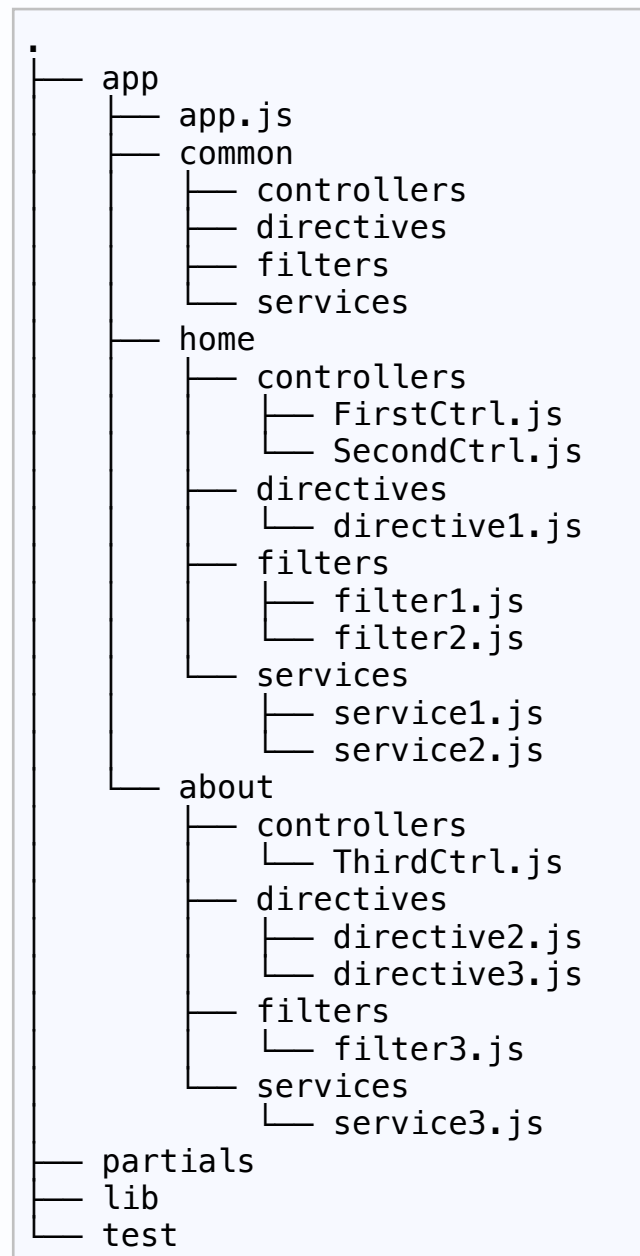 .
├── app
│   ├── app.js
│   ├── common
│   │   ├── controllers
│   │   ├── directives
│   │   ├── filters
│   │   └── services
│   ├── home
│   │   ├── controllers
│   │   │   ├── FirstCtrl.js
│   │   │   └── SecondCtrl.js
│   │   ├── directives
│   │   │   └── directive1.js
│   │   ├── filters
│   │   │   ├── filter1.js
│   │   │   └── filter2.js
│   │   └── services
│   │       ├── service1.js
│   │       └── service2.js
│   └── about
│       ├── controllers
│       │   └── ThirdCtrl.js
│       ├── directives
│       │   ├── directive2.js
│       │   └── directive3.js
│       ├── filters
│       │   └── filter3.js
│       └── services
│           └── service3.js
├── partials
├── lib
└── test